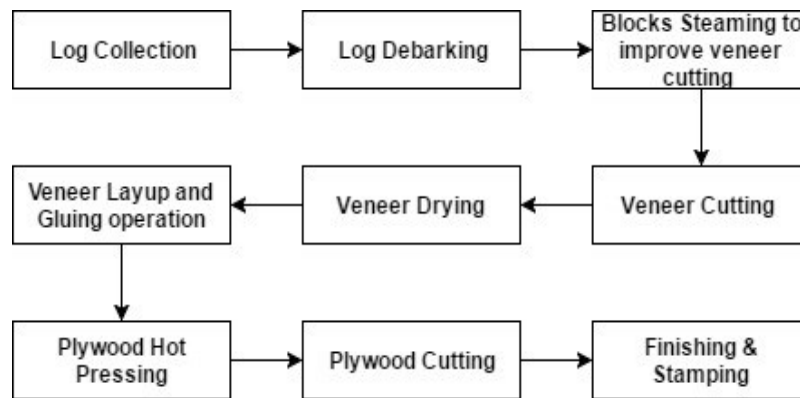 Log Collection
Log Debarking
Blocks Steaming to
improve veneer
cutting
Veneer Layup and
Gluing operation
Veneer Drying
Veneer Cutting
Plywood Hot
Pressing
Plywood Cutting
Finishing &
Stamping